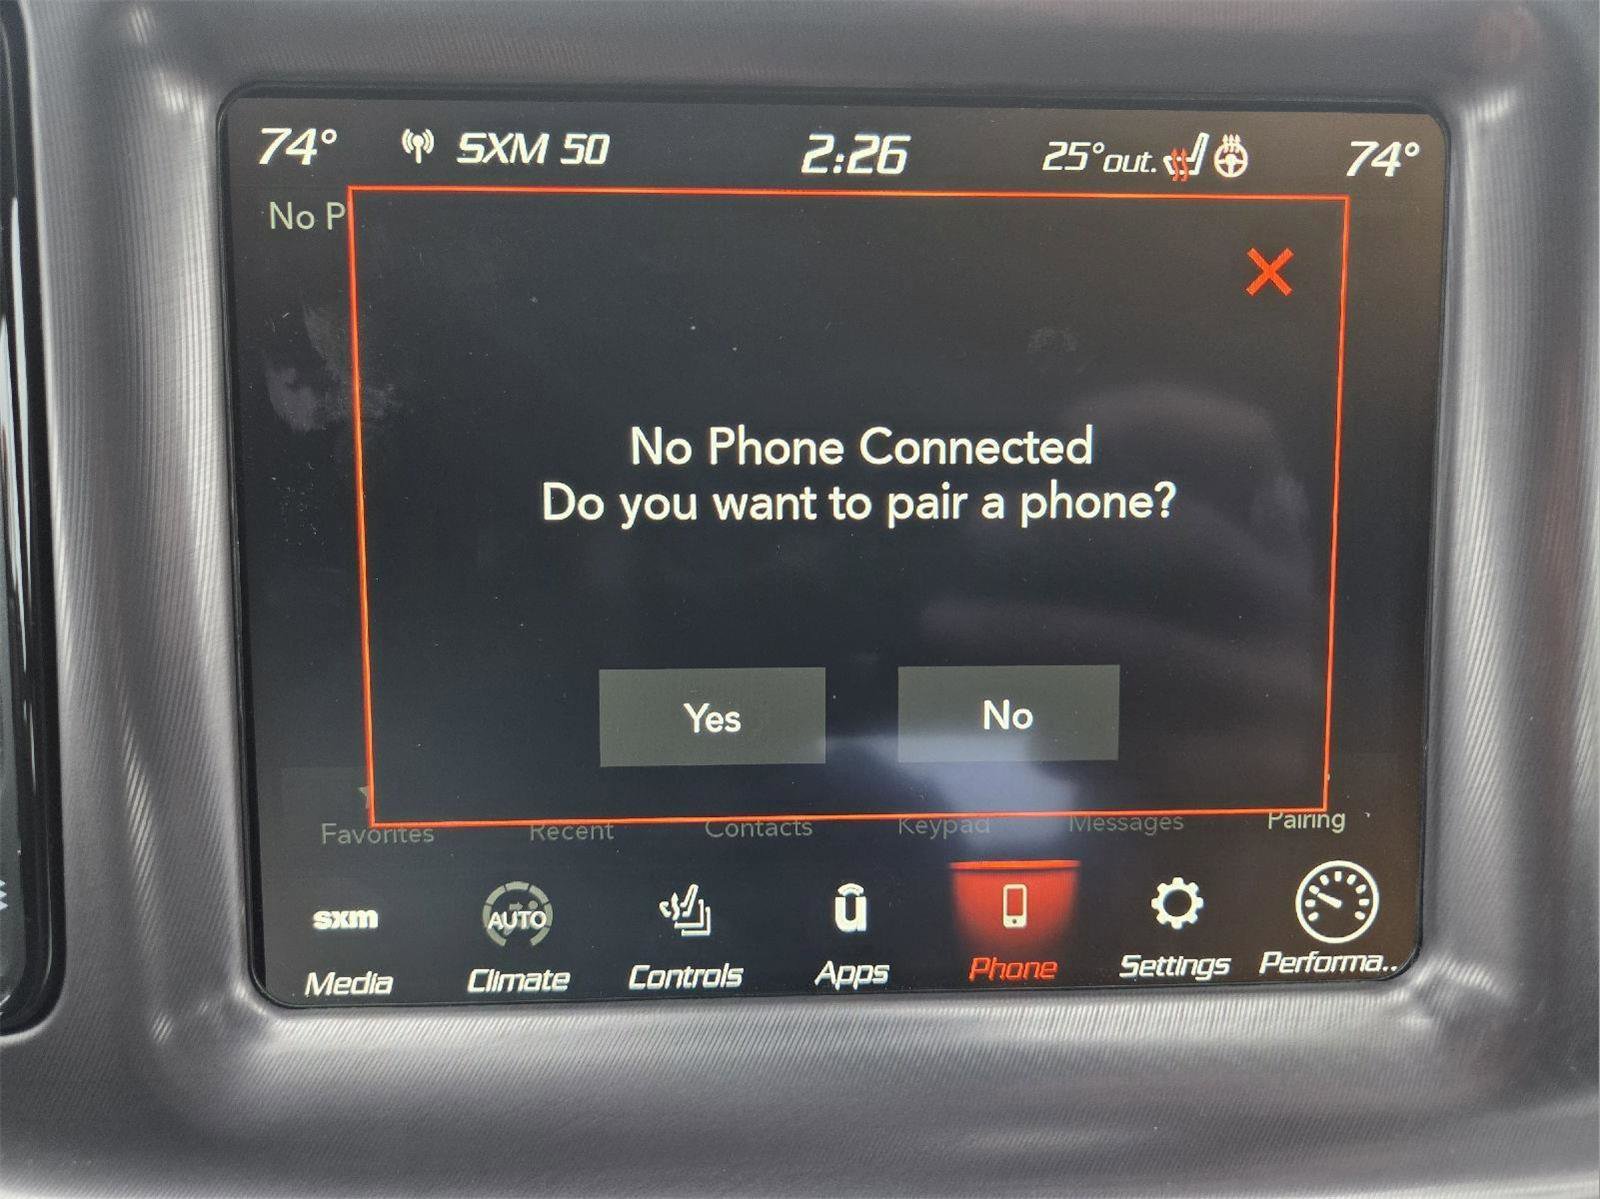 74° SXM 50 2:26 25°out. 74°
No P
No Phone Connected
Do you want to pair a phone?
Yes No
Favorites Recent Contacts Keypad Messages Pairing
sxm AUTO u
Media Climate Controls Apps Phone Settings Performa..